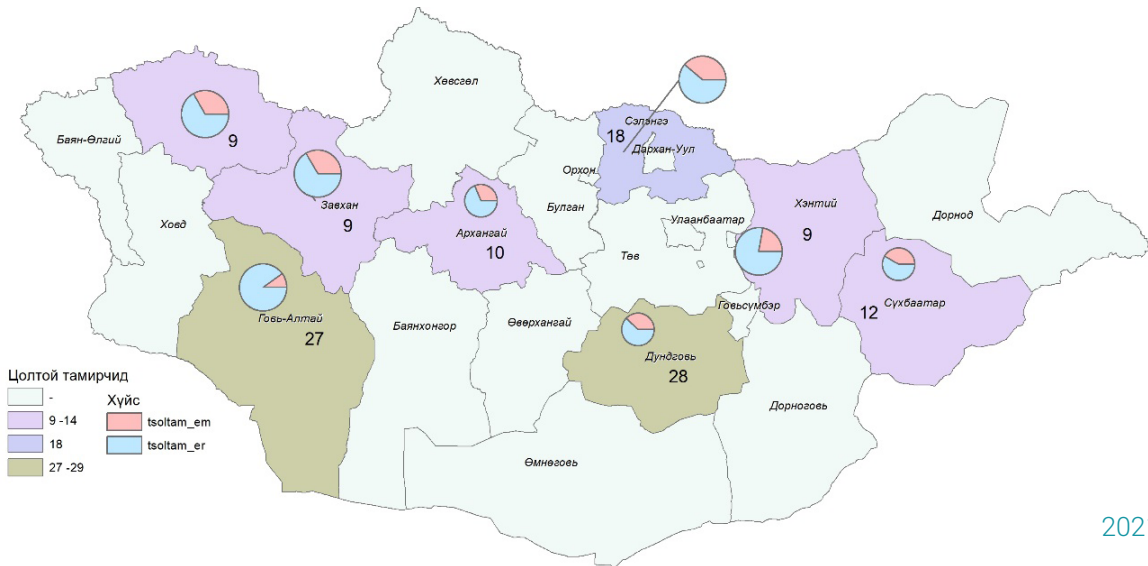 Хөвсгөл
Баян-Өлгий
9
Сэлэнгэ
18
Дархан-Уул
Орхон
Ховд
Завхан
9
Архангай
10
Булган
Улаанбаатар
Төв
Хэнтий
9
Дорнод
Сүхбаатар
12
Говь-Алтай
27
Баянхонгор
Өвөрхангай
Говьсүмбэр
Дундговь
28
Дорноговь
Өмнөговь
Цолтой тамирчид
-
9 -14
18
27 -29
Хүйс
tsoltam_em
tsoltam_er
202